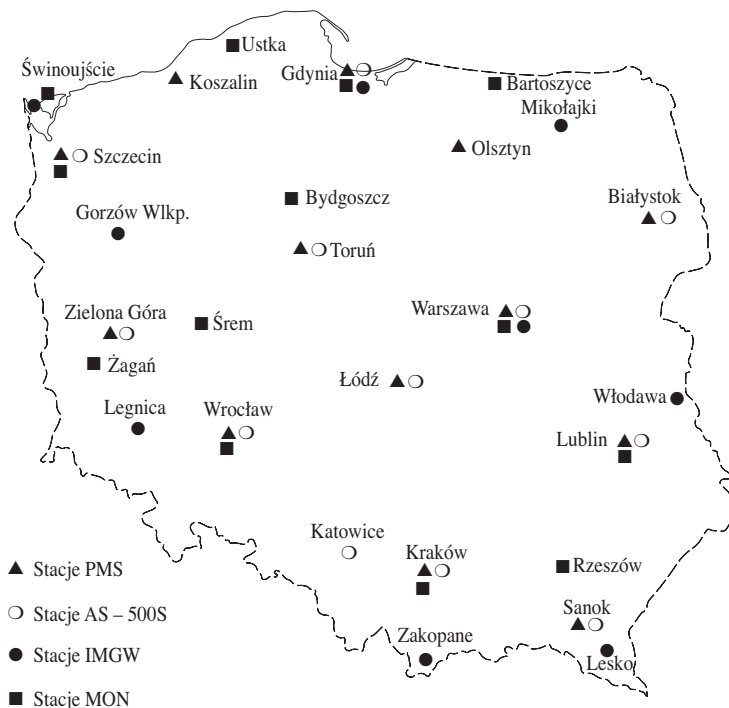 Ustka
Świnoujście
Koszalin
Gdynia
Bartoszyce
Mikołajki
Szczecin
Olsztyn
Białystok
Bydgoszcz
Gorzów Wlkp.
Toruń
Zielona Góra
Śrem
Warszawa
Żagań
Łódź
Włodawa
Legnica
Wrocław
Lublin
Katowice
Kraków
Rzeszów
Sanok
Zakopane
Lesko
Stacje PMS
Stacje AS – 500S
Stacje IMGW
Stacje MON